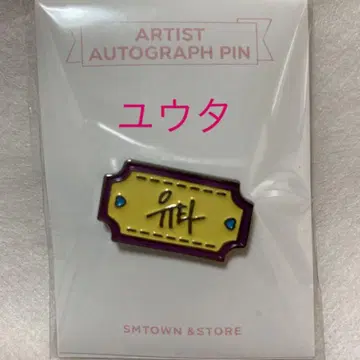 ARTIST
AUTOGRAPH PIN
ユウタ
유타
SMTOWN &STORE